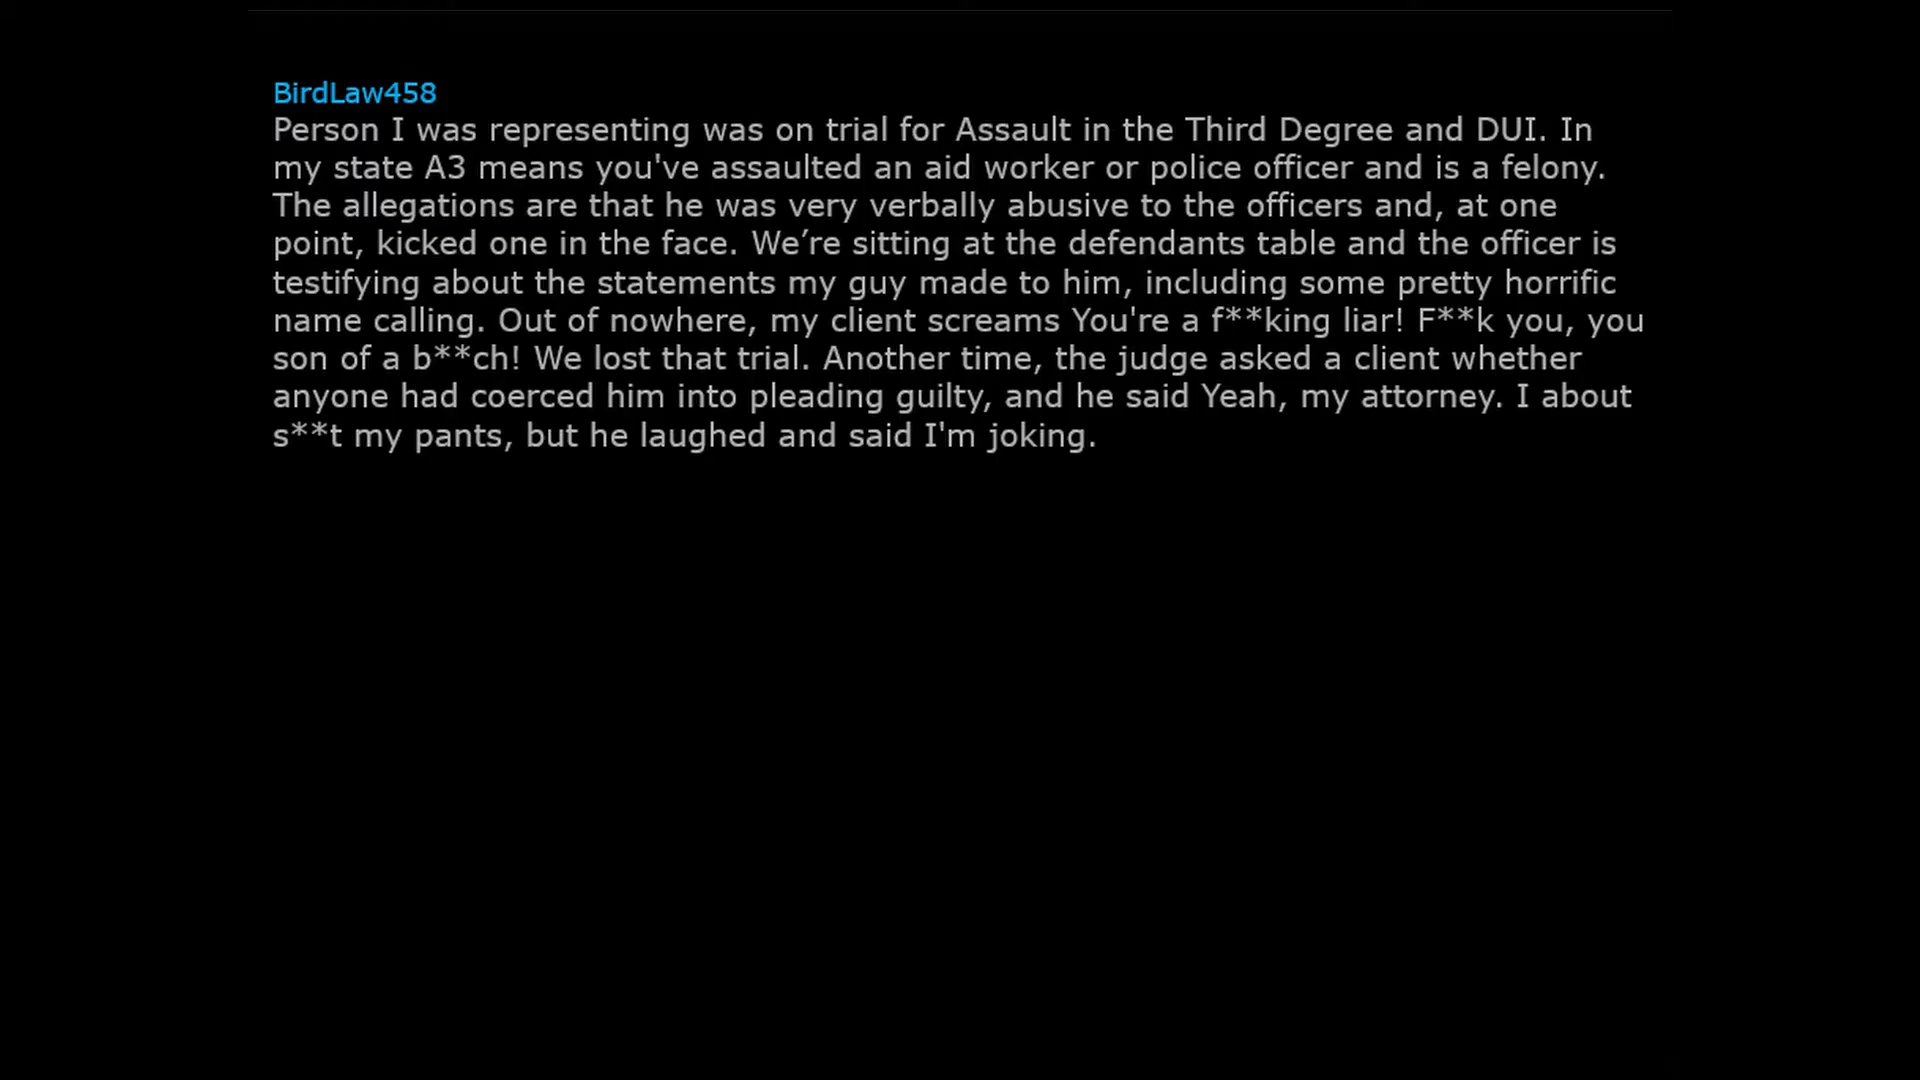 BirdLaw458
Person I was representing was on trial for Assault in the Third Degree and DUI. In
my state A3 means you've assaulted an aid worker or police officer and is a felony.
The allegations are that he was very verbally abusive to the officers and, at one
point, kicked one in the face. We’re sitting at the defendants table and the officer is
testifying about the statements my guy made to him, including some pretty horrific
name calling. Out of nowhere, my client screams You're a f**king liar! F**k you, you
son of a b**ch! We lost that trial. Another time, the judge asked a client whether
anyone had coerced him into pleading guilty, and he said Yeah, my attorney. I about
s**t my pants, but he laughed and said I'm joking.